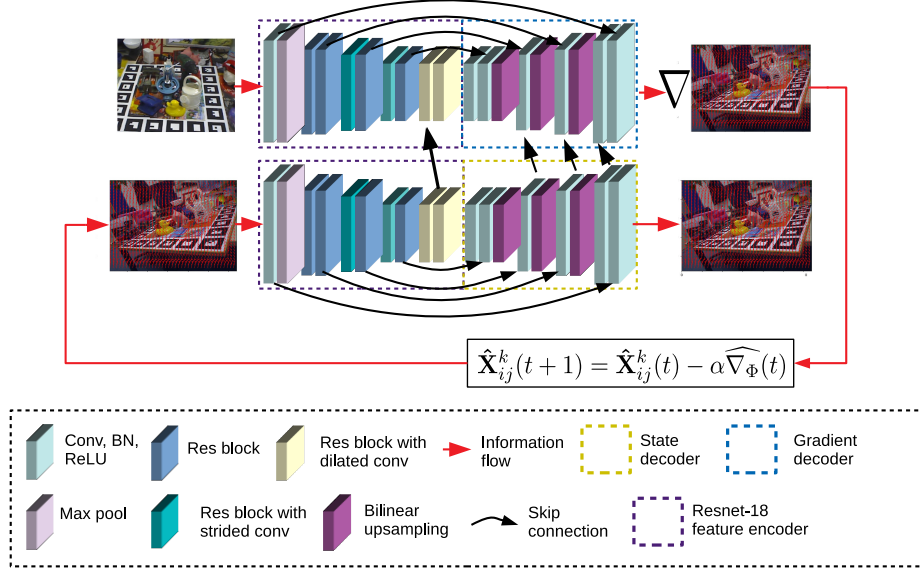 ∇
X̂ᵏᵢⱼ(t + 1) = X̂ᵏᵢⱼ(t) − α∇̂_Φ(t)
Conv, BN,
ReLU
Res block
Res block with
dilated conv
Information
flow
State
decoder
Gradient
decoder
Max pool
Res block with
strided conv
Bilinear
upsampling
Skip
connection
Resnet-18
feature encoder